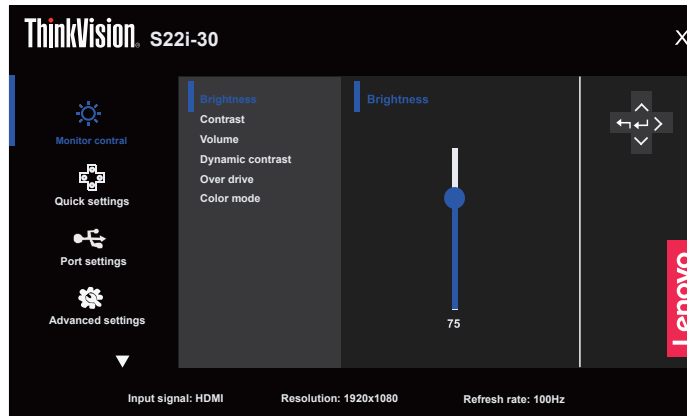 ThinkVision. S22i-30
X
Monitor contral
Quick settings
Port settings
Advanced settings
Brightness
Contrast
Volume
Dynamic contrast
Over drive
Color mode
Brightness
75
Lenovo
Input signal: HDMI Resolution: 1920x1080 Refresh rate: 100Hz